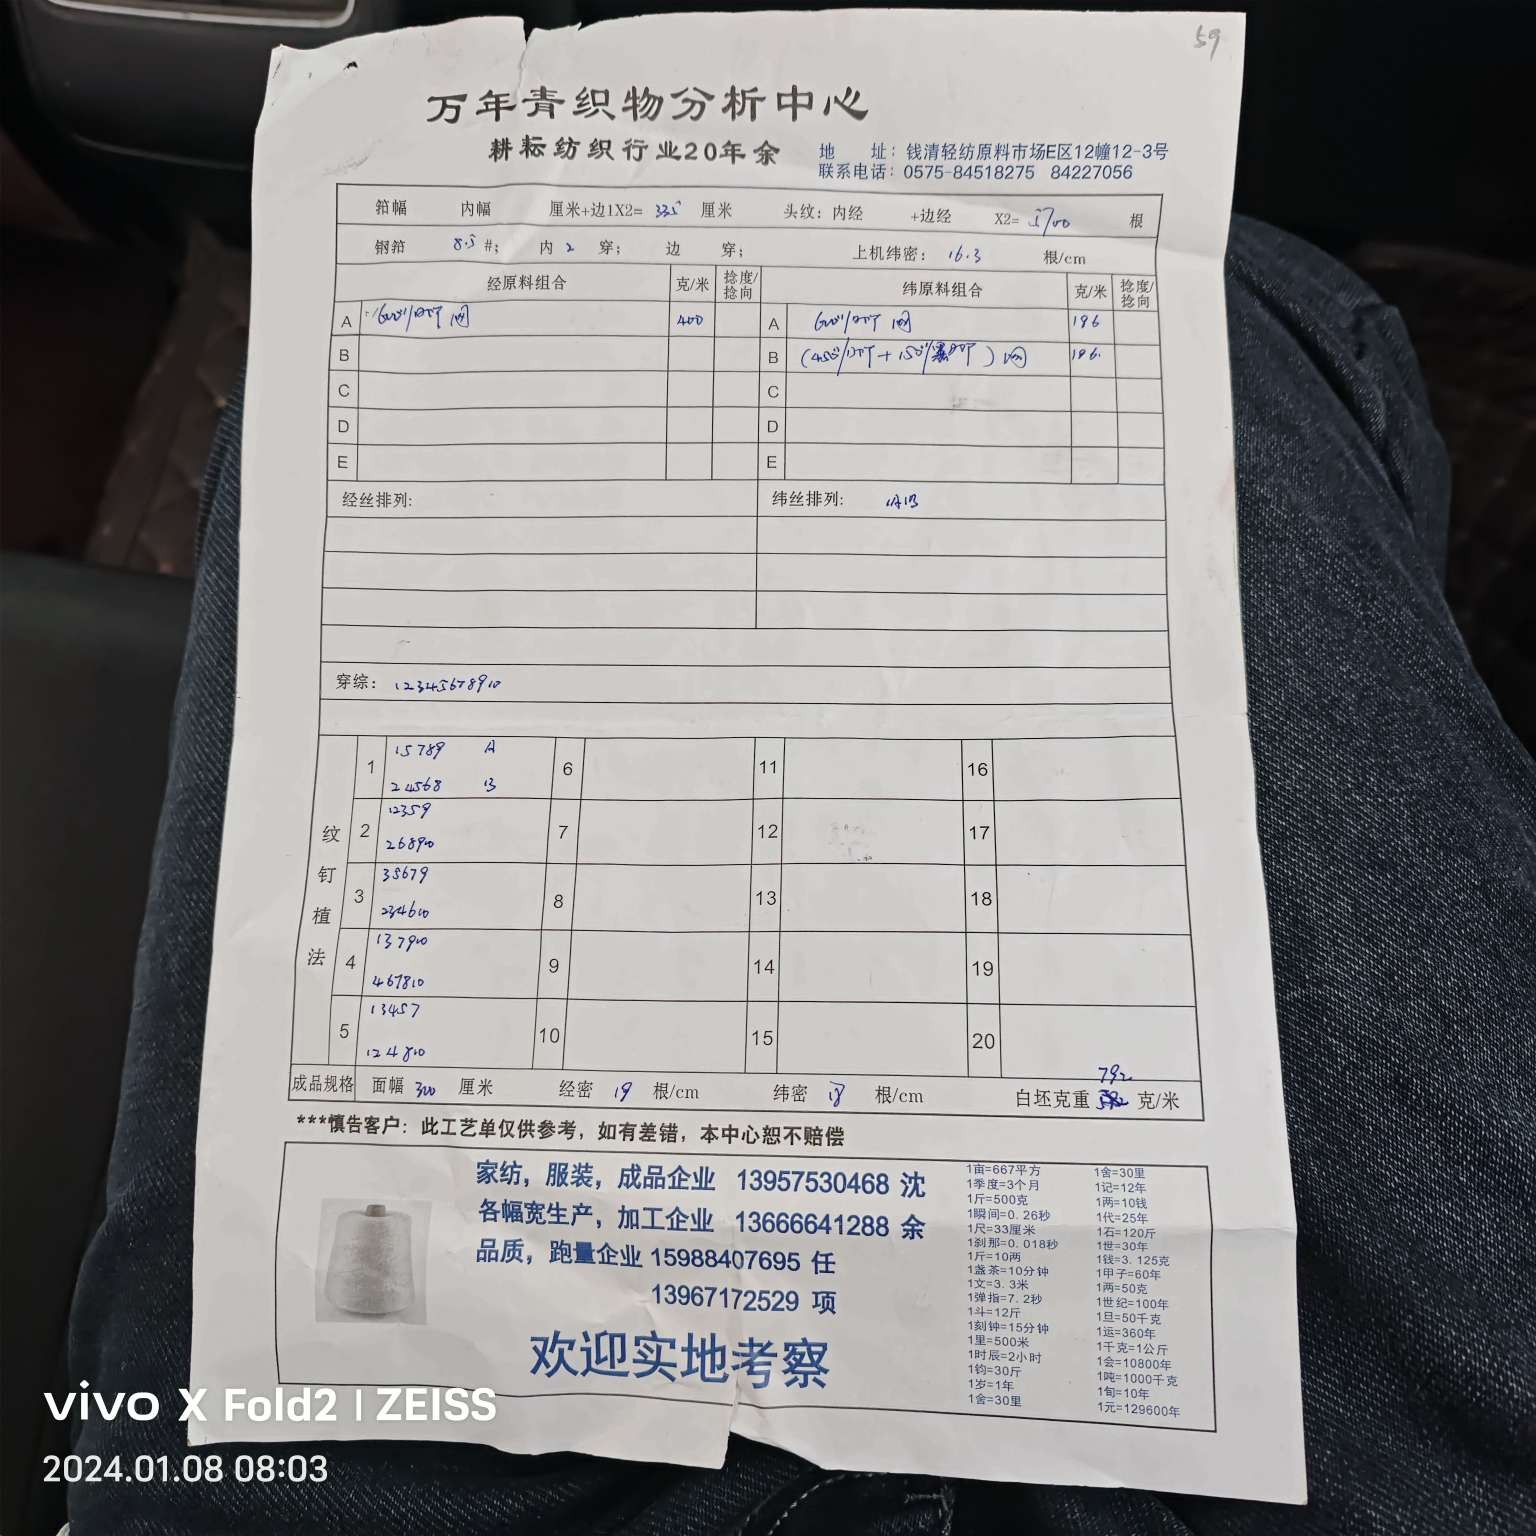 59
万年青织物分析中心
耕耘纺织行业20年余
地 址：钱清轻纺原料市场E区12幢12-3号
联系电话：0575-84518275 84227056
筘幅 内幅 厘米+边1X2= 335 厘米 头纹：内经 +边经 X2= 5700 根
钢筘 8.5 #; 内 2 穿; 边 穿; 上机纬密： 16.3 根/cm
经原料组合 克/米 捻度/捻向 纬原料组合 克/米 捻度/捻向
A 600D/DTY 网 400 A 600D/DTY 网 196
B B (450D/DTY + 150D/黑DTY) 网 196.
C C
D D
E E
经丝排列: 纬丝排列: 1A1B
穿综： 12345678910
纹钉植法
1 15789 A 6 11 16
24568 B
2 12359 7 12 17
268910
3 35679 8 13 18
234610
4 137910 9 14 19
467810
5 13457 10 15 20
124810
792
成品规格 面幅 300 厘米 经密 19 根/cm 纬密 18 根/cm 白坯克重 克/米
***慎告客户：此工艺单仅供参考，如有差错，本中心恕不赔偿
家纺，服装，成品企业 13957530468 沈
各幅宽生产，加工企业 13666641288 余
品质，跑量企业 15988407695 任
13967172529 项
欢迎实地考察
1亩=667平方 1舍=30里
1季度=3个月 1记=12年
1斤=500克 1两=10钱
1瞬间=0.26秒 1代=25年
1尺=33厘米 1石=120斤
1刹那=0.018秒 1世=30年
1斤=10两 1钱=3.125克
1盏茶=10分钟 1甲子=60年
1文=3.3米 1两=50克
1弹指=7.2秒 1世纪=100年
1斗=12斤 1旦=50千克
1刻钟=15分钟 1运=360年
1里=500米 1千克=1公斤
1时辰=2小时 1会=10800年
1钧=30斤 1吨=1000千克
1岁=1年 1旬=10年
1舍=30里 1元=129600年
vivo X Fold2 | ZEISS
2024.01.08 08:03